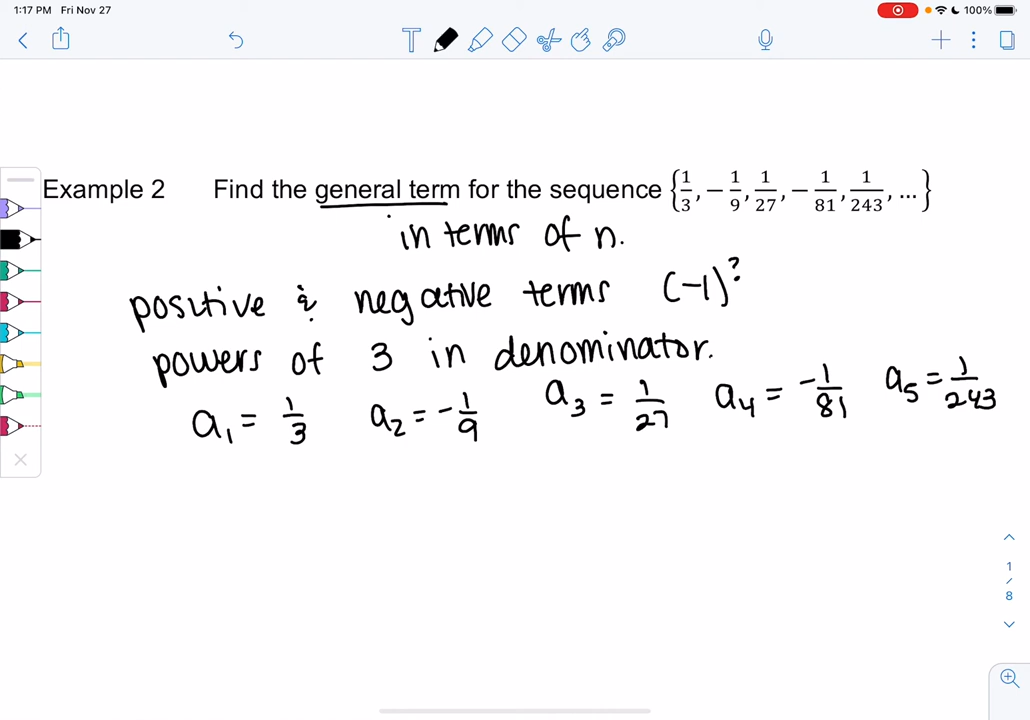 1:17 PM Fri Nov 27 100%
T
Example 2 Find the general term for the sequence {1/3, −1/9, 1/27, −1/81, 1/243, ...}
in terms of n.
positive & negative terms (-1)^?
powers of 3 in denominator.
a₁ = 1/3 a₂ = -1/9 a₃ = 1/27 a₄ = -1/81 a₅ = 1/243
1
/
8